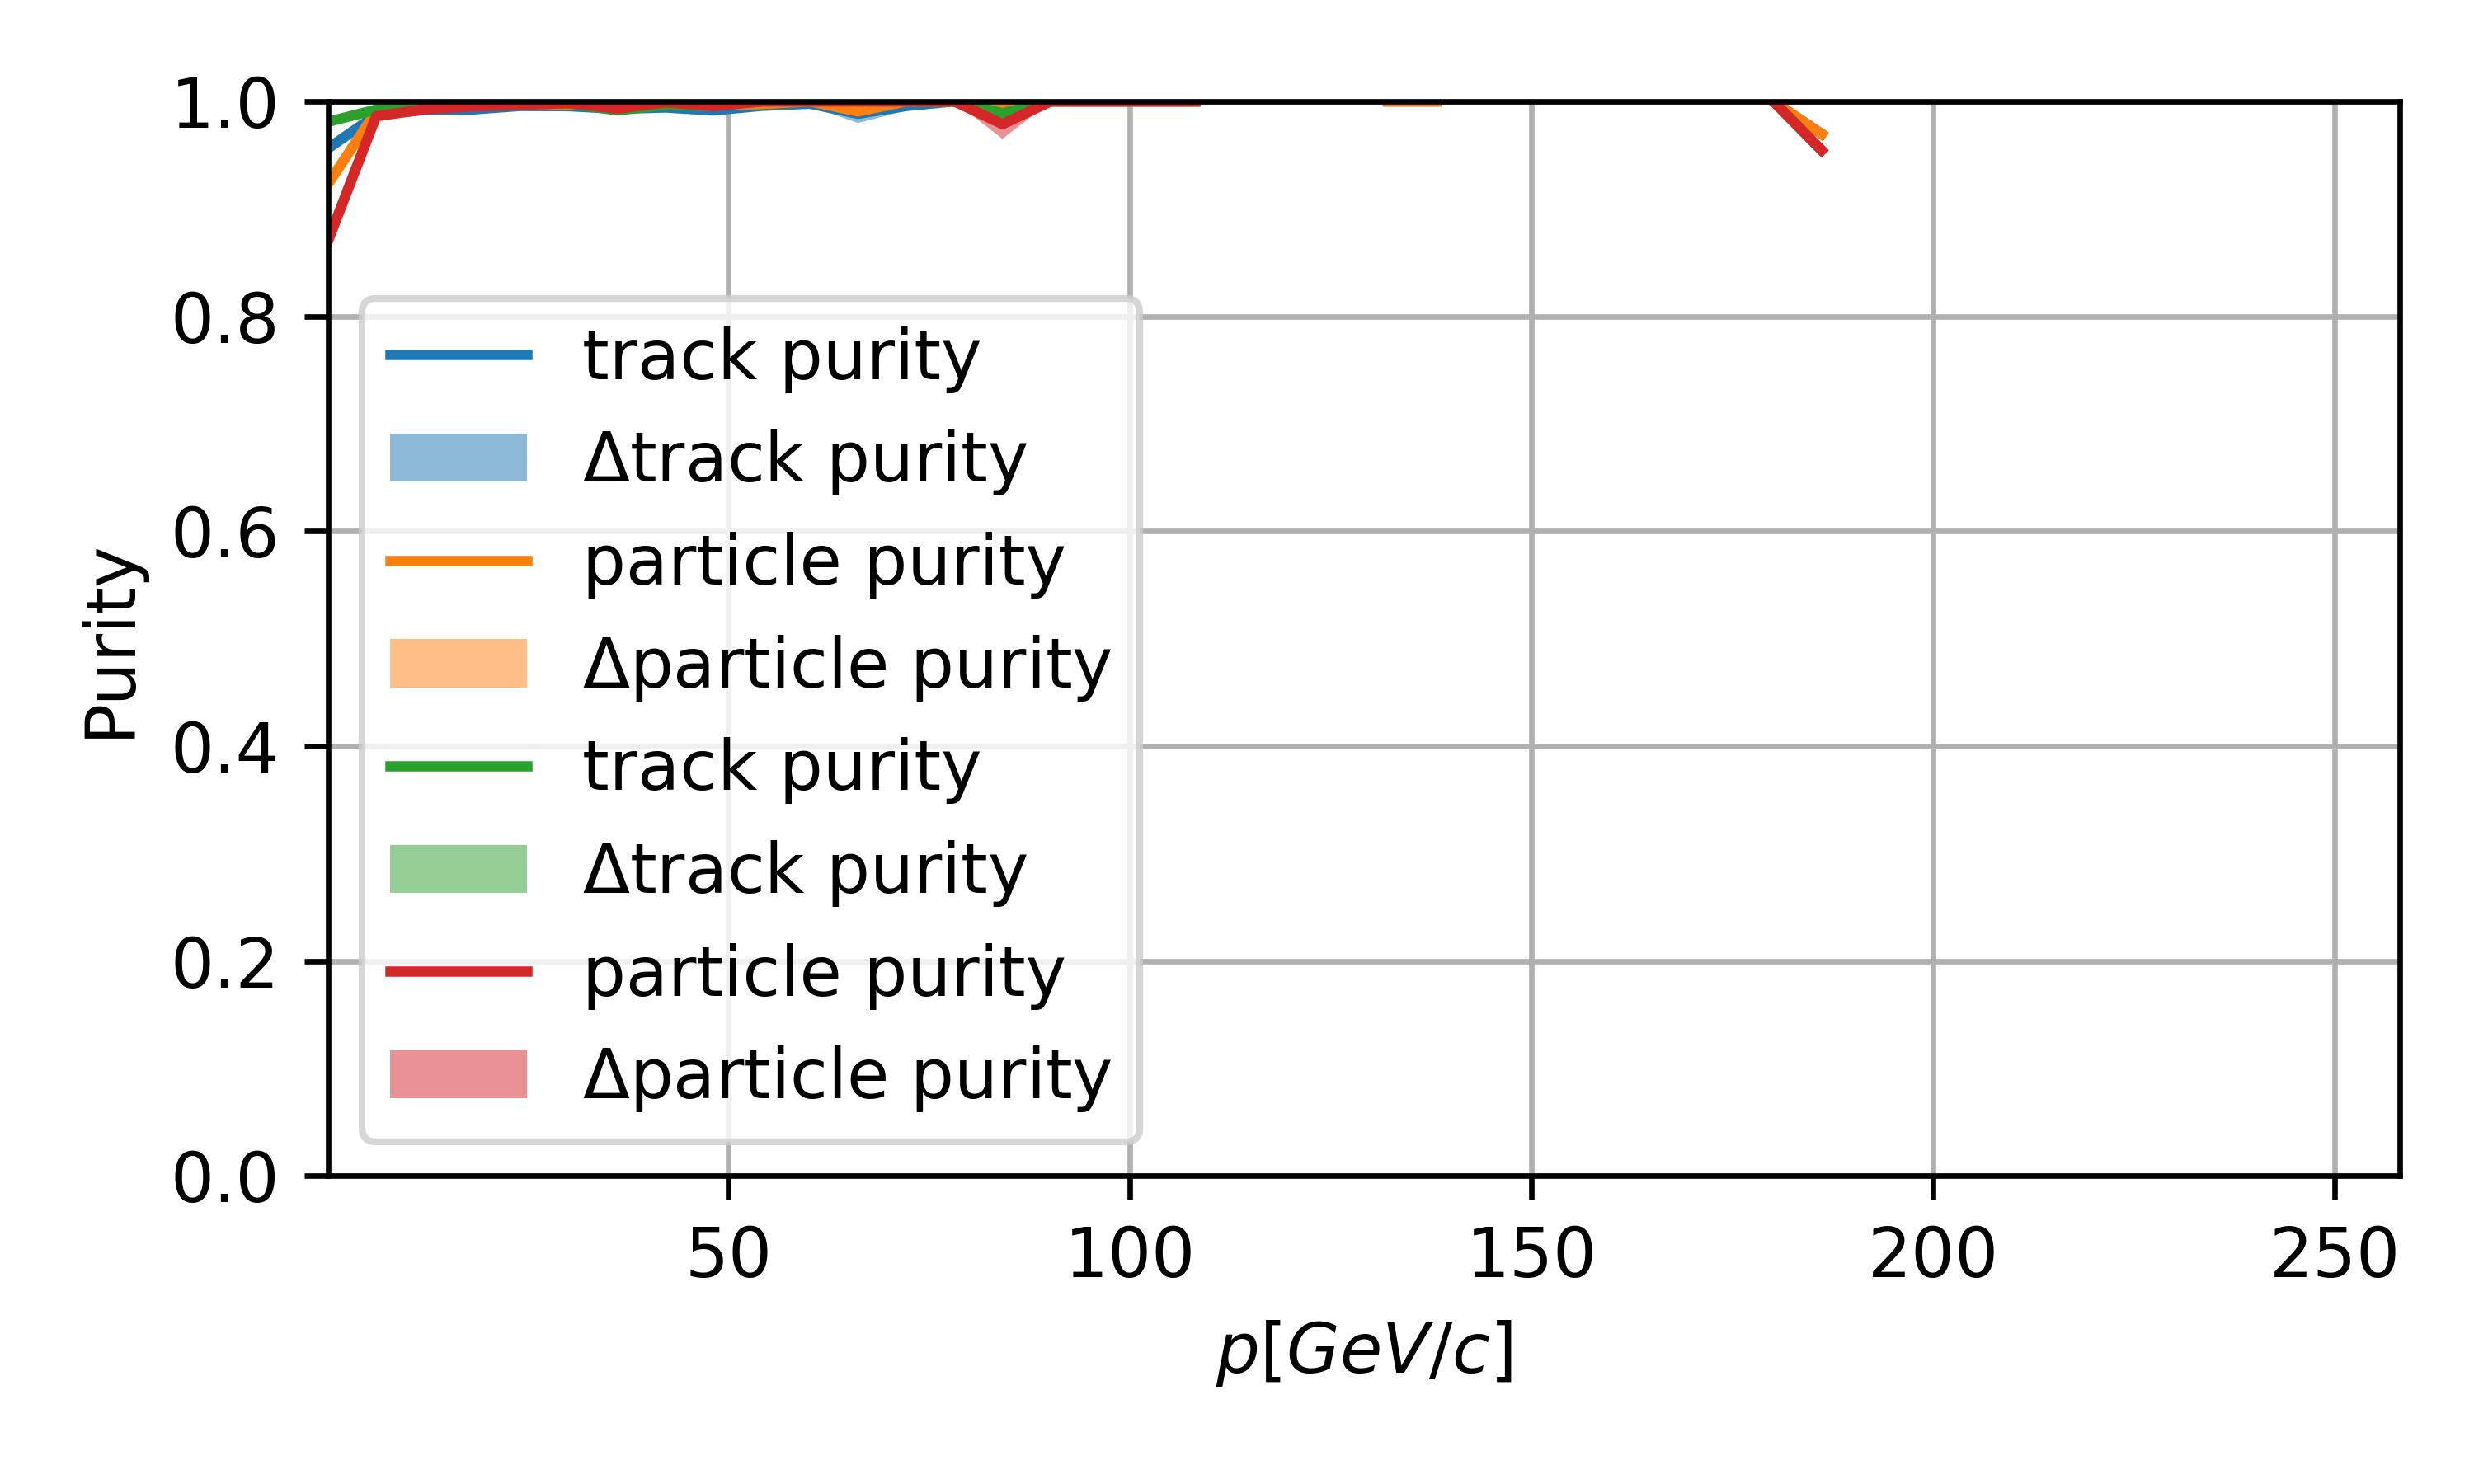 1.0
0.8
0.6
0.4
0.2
0.0
Purity
track purity
Δtrack purity
particle purity
Δparticle purity
track purity
Δtrack purity
particle purity
Δparticle purity
50 100 150 200 250
p[GeV/c]